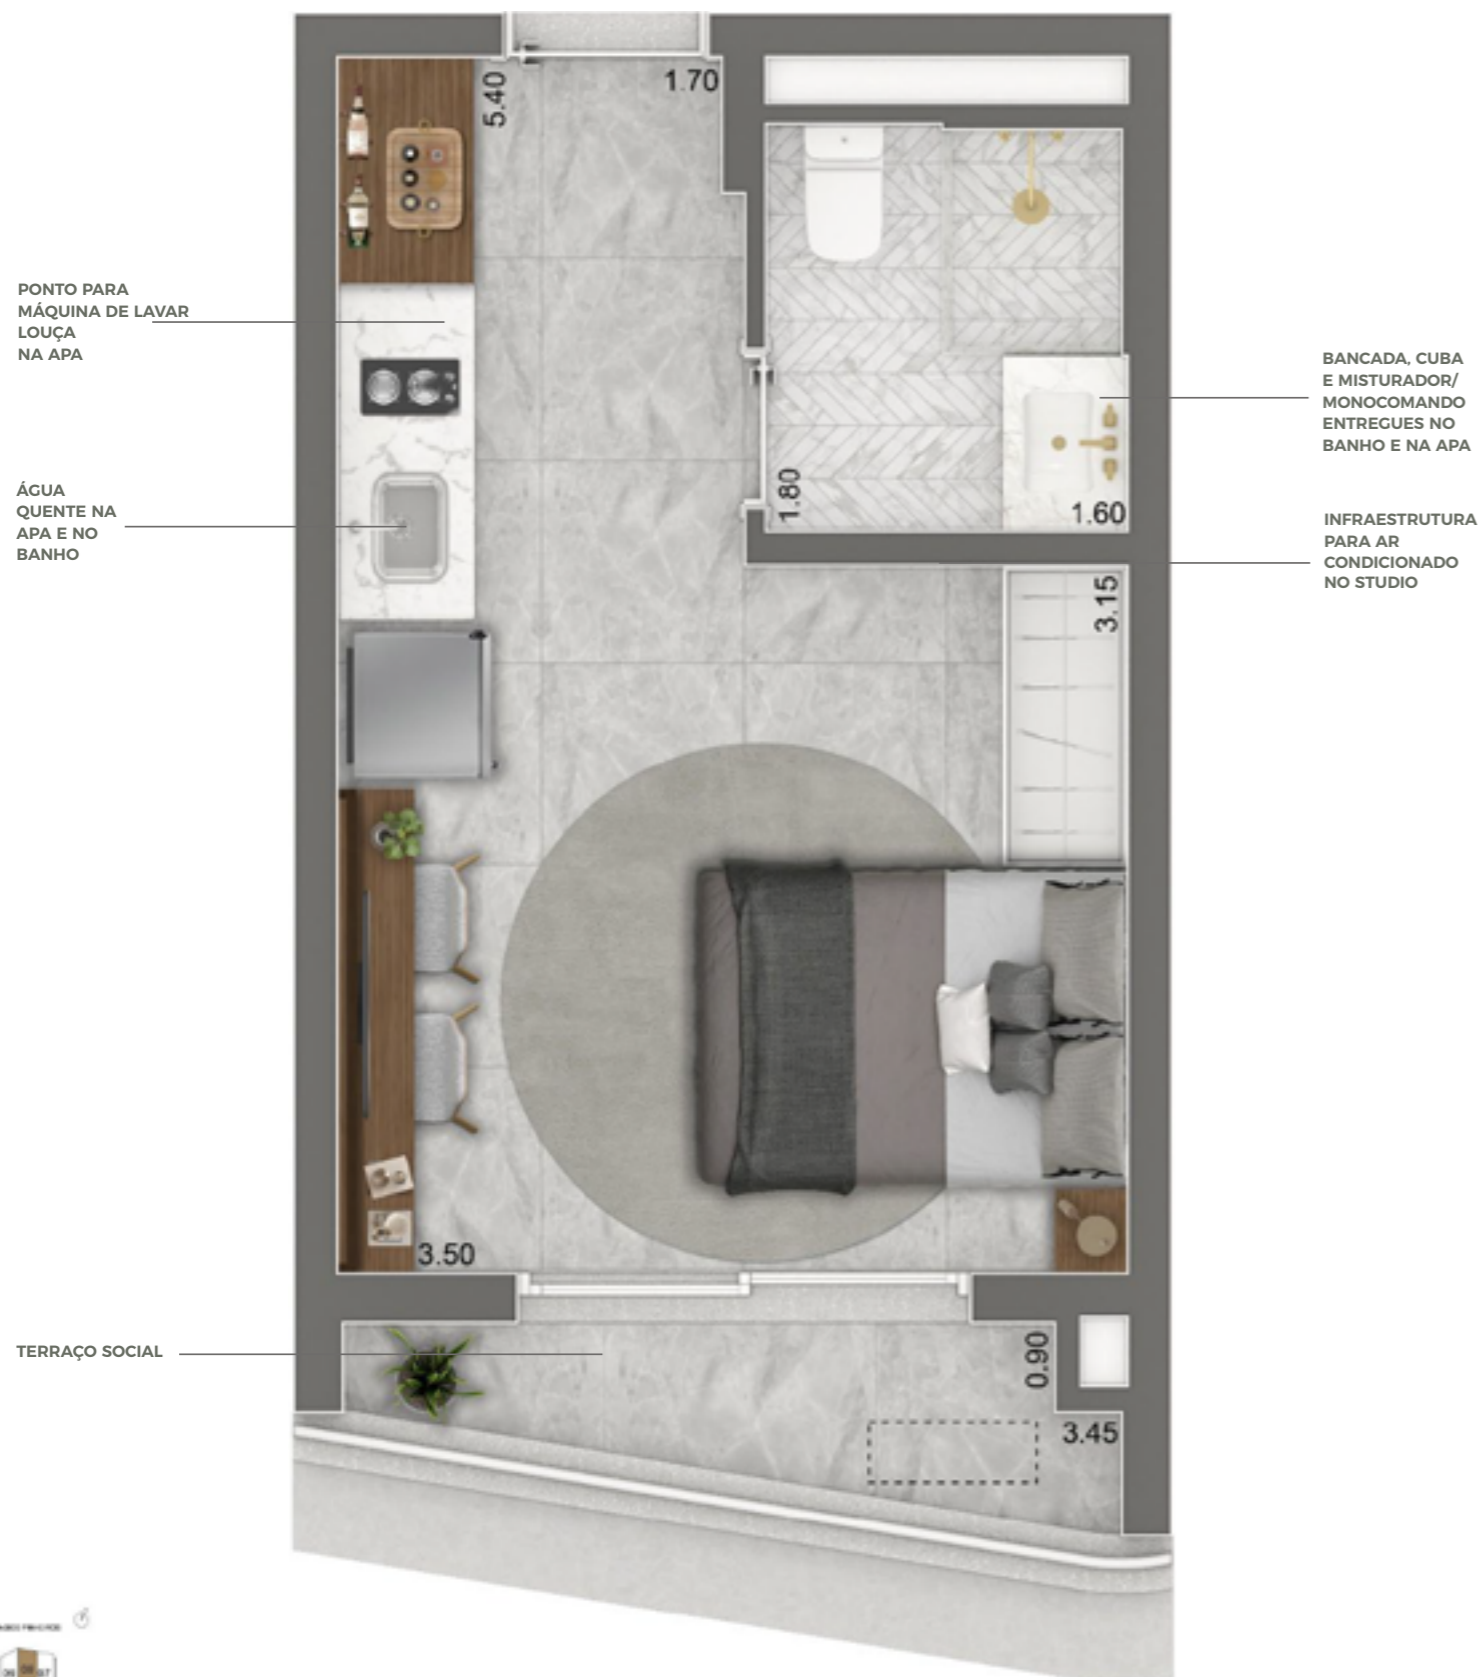 5.40
1.70
PONTO PARA
MÁQUINA DE LAVAR
LOUÇA
NA APA
BANCADA, CUBA
E MISTURADOR/
MONOCOMANDO
ENTREGUES NO
BANHO E NA APA
ÁGUA
QUENTE NA
APA E NO
BANHO
1.80
1.60
INFRAESTRUTURA
PARA AR
CONDICIONADO
NO STUDIO
3.15
3.50
TERRAÇO SOCIAL
0.90
3.45